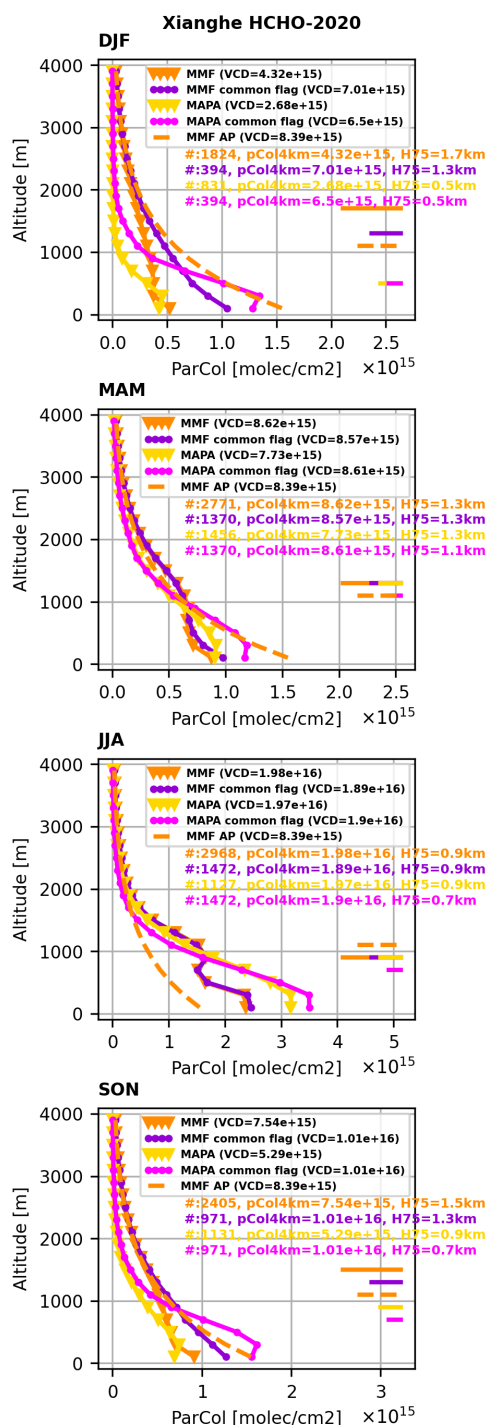 Xianghe HCHO-2020
DJF
MMF (VCD=4.32e+15)
MMF common flag (VCD=7.01e+15)
MAPA (VCD=2.68e+15)
MAPA common flag (VCD=6.5e+15)
MMF AP (VCD=8.39e+15)
#:1824, pCol4km=4.32e+15, H75=1.7km
#:394, pCol4km=7.01e+15, H75=1.3km
#:831, pCol4km=2.68e+15, H75=0.5km
#:394, pCol4km=6.5e+15, H75=0.5km
4000
3000
2000
1000
0
Altitude [m]
0.0 0.5 1.0 1.5 2.0 2.5
ParCol [molec/cm2] ×10¹⁵
MAM
MMF (VCD=8.62e+15)
MMF common flag (VCD=8.57e+15)
MAPA (VCD=7.73e+15)
MAPA common flag (VCD=8.61e+15)
MMF AP (VCD=8.39e+15)
#:2771, pCol4km=8.62e+15, H75=1.3km
#:1370, pCol4km=8.57e+15, H75=1.3km
#:1456, pCol4km=7.73e+15, H75=1.3km
#:1370, pCol4km=8.61e+15, H75=1.1km
4000
3000
2000
1000
0
Altitude [m]
0.0 0.5 1.0 1.5 2.0 2.5
ParCol [molec/cm2] ×10¹⁵
JJA
MMF (VCD=1.98e+16)
MMF common flag (VCD=1.89e+16)
MAPA (VCD=1.97e+16)
MAPA common flag (VCD=1.9e+16)
MMF AP (VCD=8.39e+15)
#:2968, pCol4km=1.98e+16, H75=0.9km
#:1472, pCol4km=1.89e+16, H75=0.9km
#:1127, pCol4km=1.97e+16, H75=0.9km
#:1472, pCol4km=1.9e+16, H75=0.7km
4000
3000
2000
1000
0
Altitude [m]
0 1 2 3 4 5
ParCol [molec/cm2] ×10¹⁵
SON
MMF (VCD=7.54e+15)
MMF common flag (VCD=1.01e+16)
MAPA (VCD=5.29e+15)
MAPA common flag (VCD=1.01e+16)
MMF AP (VCD=8.39e+15)
#:2405, pCol4km=7.54e+15, H75=1.5km
#:971, pCol4km=1.01e+16, H75=1.3km
#:1131, pCol4km=5.29e+15, H75=0.9km
#:971, pCol4km=1.01e+16, H75=0.7km
4000
3000
2000
1000
0
Altitude [m]
0 1 2 3
ParCol [molec/cm2] ×10¹⁵